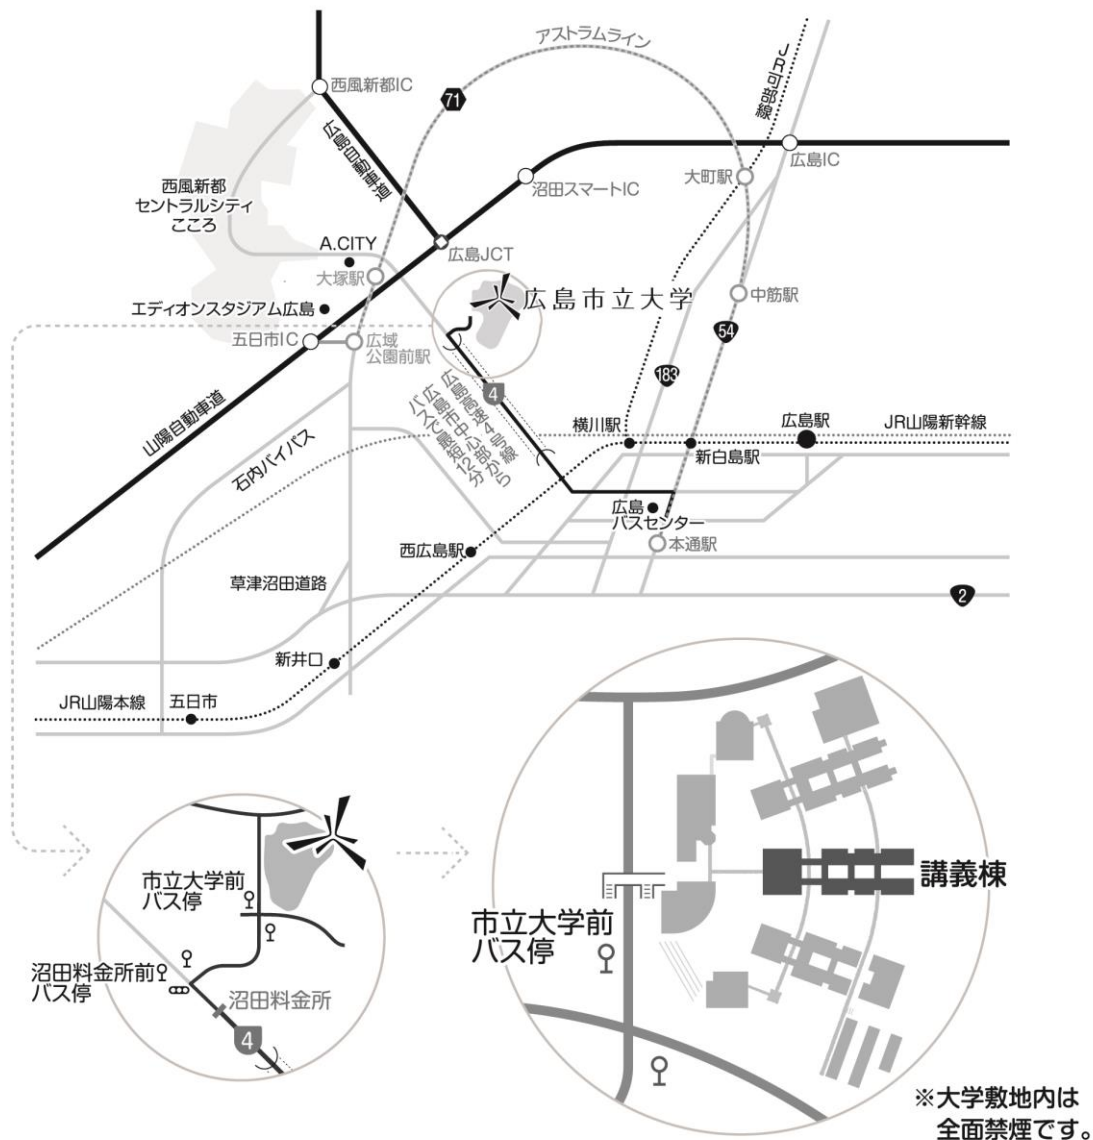 アストラムライン
JR可部線
西風新都IC
71
広島自動車道
広島IC
大町駅
沼田スマートIC
西風新都
セントラルシティ
こころ
A.CITY
広島JCT
大塚駅
広島市立大学
中筋駅
エディオンスタジアム広島
五日市IC
広域
公園前駅
54
183
4
広島高速4号線から
広島市中心部から
バスで最短12分
山陽自動車道
石内バイパス
横川駅
広島駅
JR山陽新幹線
新白島駅
広島
バスセンター
本通駅
西広島駅
草津沼田道路
2
新井口
JR山陽本線
五日市
市立大学前
バス停
沼田料金所前
バス停
沼田料金所
4
市立大学前
バス停
講義棟
※大学敷地内は
全面禁煙です。